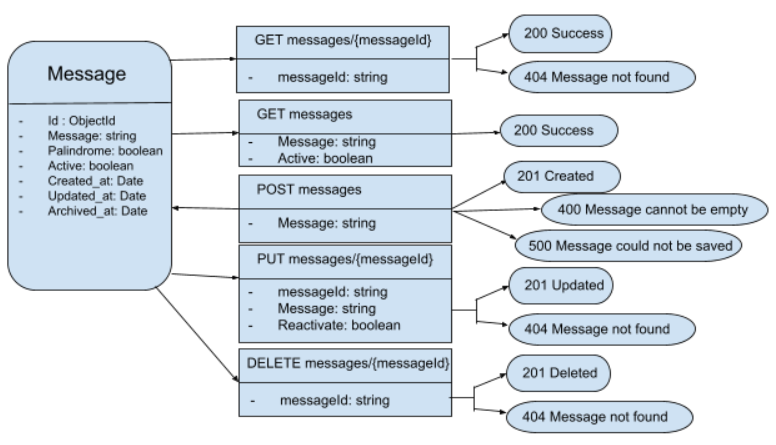 Message
- Id : ObjectId
- Message: string
- Palindrome: boolean
- Active: boolean
- Created_at: Date
- Updated_at: Date
- Archived_at: Date
GET messages/{messageId}
- messageId: string
200 Success
404 Message not found
GET messages
- Message: string
- Active: boolean
200 Success
POST messages
- Message: string
201 Created
400 Message cannot be empty
500 Message could not be saved
PUT messages/{messageId}
- messageId: string
- Message: string
- Reactivate: boolean
201 Updated
404 Message not found
DELETE messages/{messageId}
- messageId: string
201 Deleted
404 Message not found